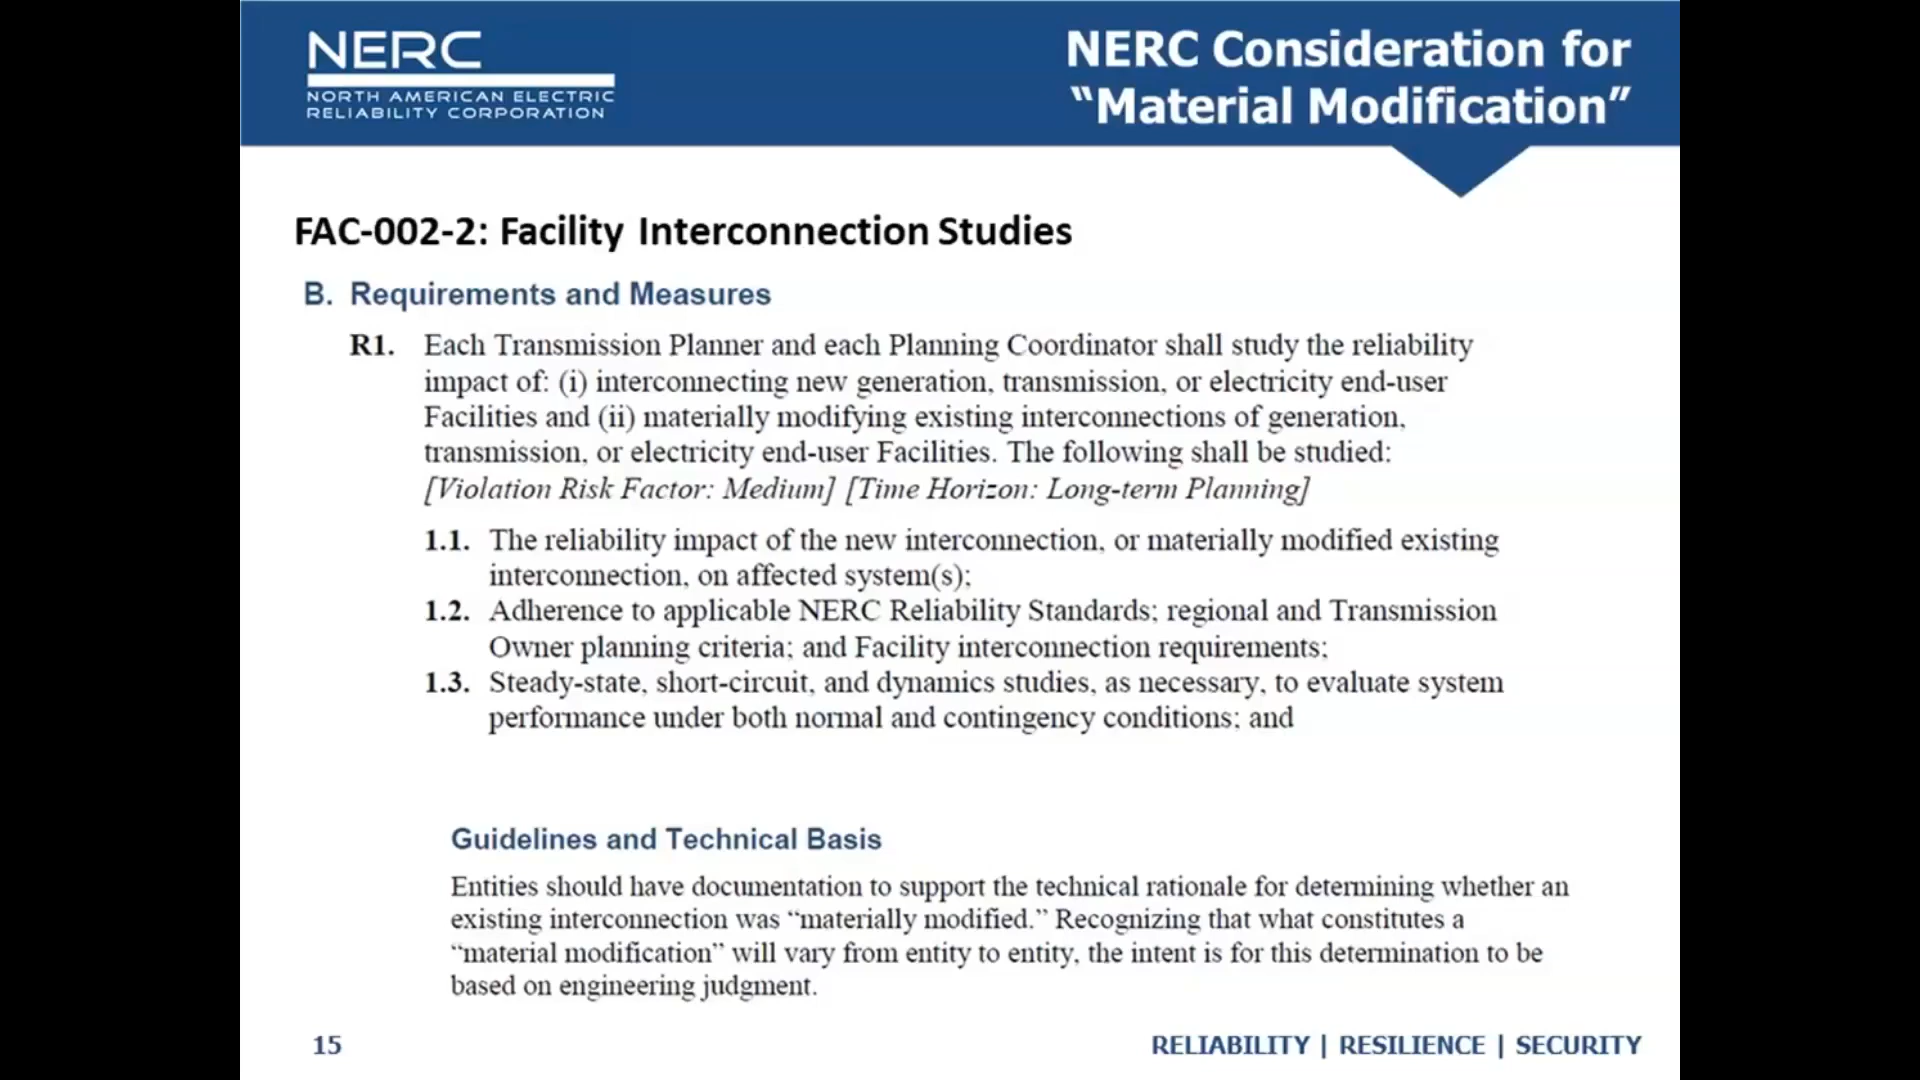 NERC
NORTH AMERICAN ELECTRIC
RELIABILITY CORPORATION
NERC Consideration for
“Material Modification”
FAC-002-2: Facility Interconnection Studies
B. Requirements and Measures
R1. Each Transmission Planner and each Planning Coordinator shall study the reliability
impact of: (i) interconnecting new generation, transmission, or electricity end-user
Facilities and (ii) materially modifying existing interconnections of generation,
transmission, or electricity end-user Facilities. The following shall be studied:
[Violation Risk Factor: Medium] [Time Horizon: Long-term Planning]
1.1. The reliability impact of the new interconnection, or materially modified existing
interconnection, on affected system(s);
1.2. Adherence to applicable NERC Reliability Standards; regional and Transmission
Owner planning criteria; and Facility interconnection requirements;
1.3. Steady-state, short-circuit, and dynamics studies, as necessary, to evaluate system
performance under both normal and contingency conditions; and
Guidelines and Technical Basis
Entities should have documentation to support the technical rationale for determining whether an
existing interconnection was “materially modified.” Recognizing that what constitutes a
“material modification” will vary from entity to entity, the intent is for this determination to be
based on engineering judgment.
15
RELIABILITY | RESILIENCE | SECURITY